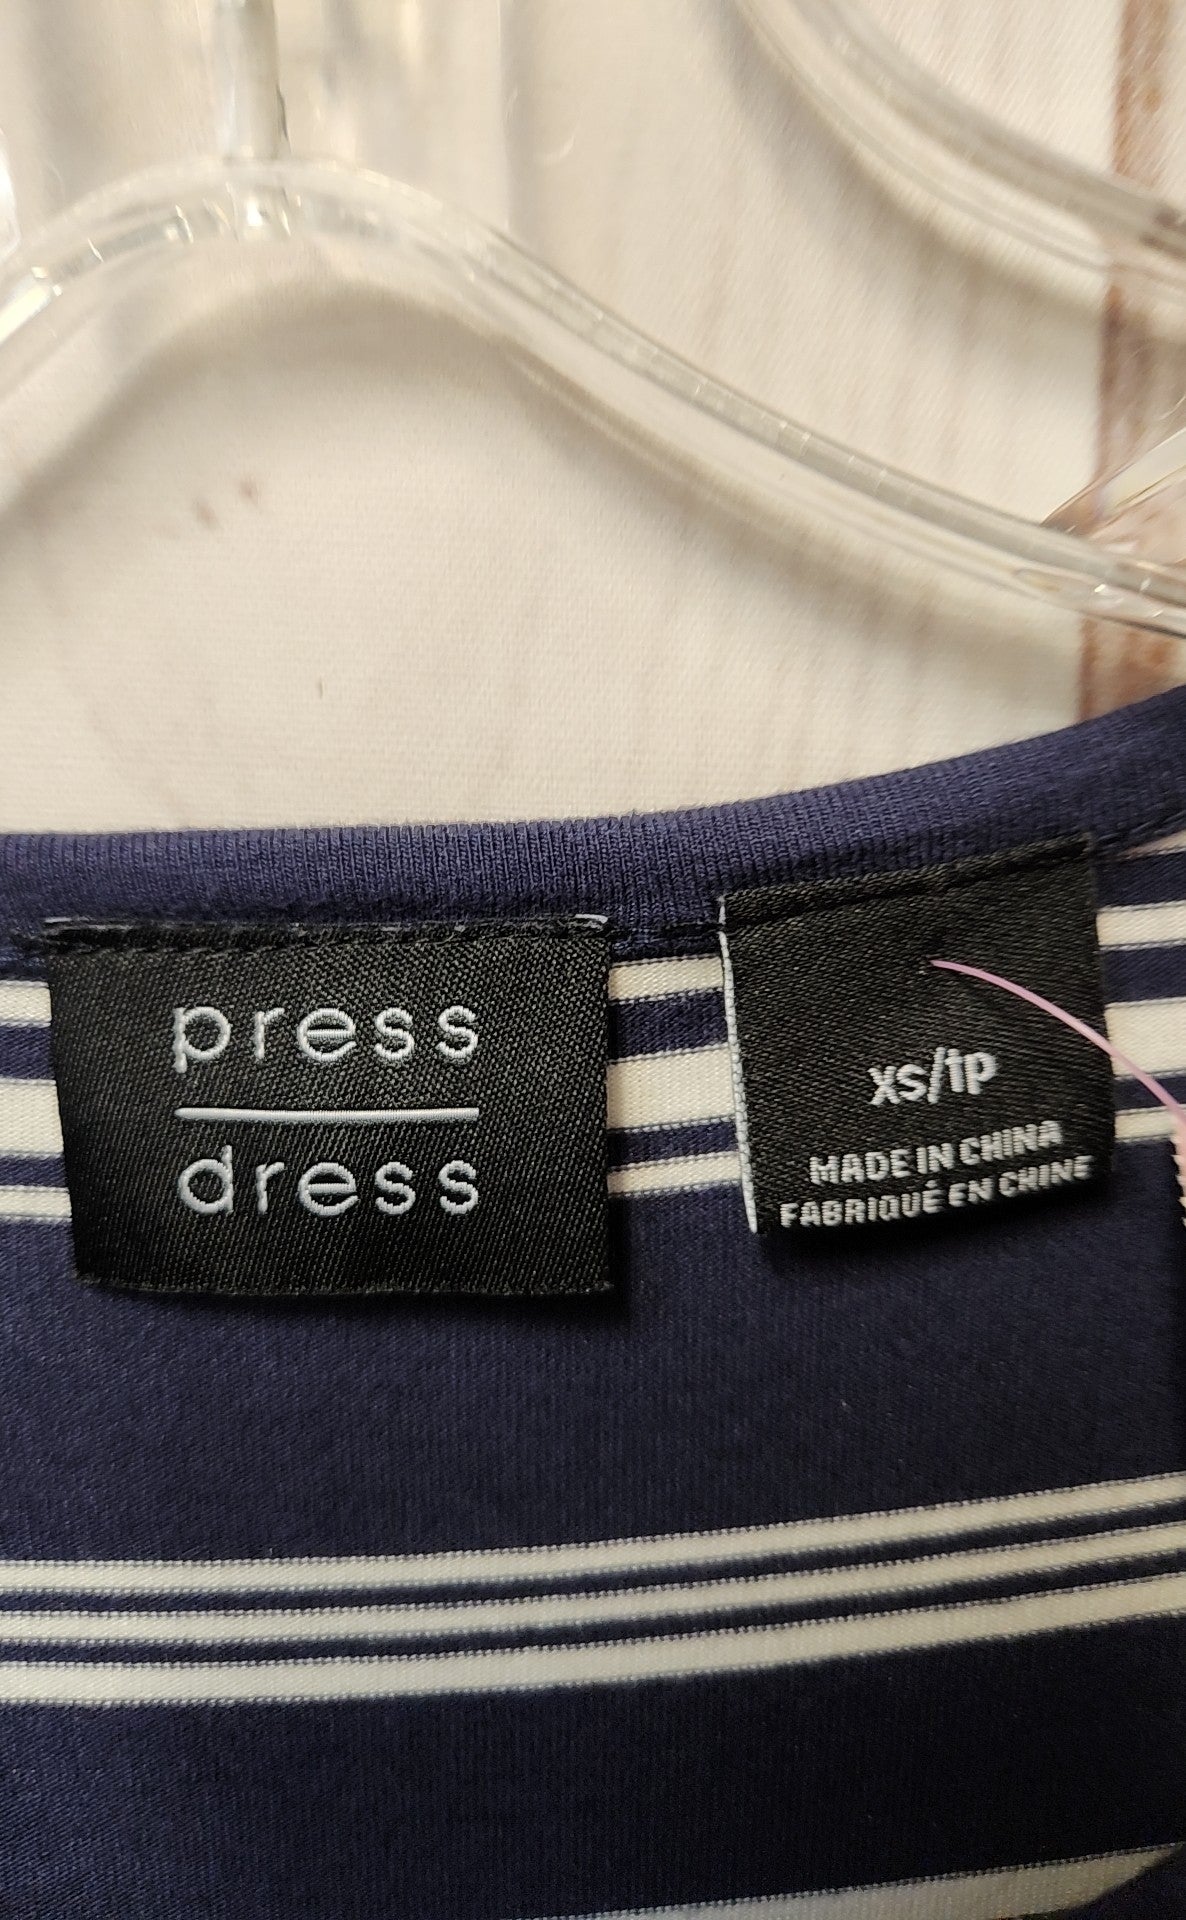 press
dress
XS/TP
MADE IN CHINA
FABRIQUÉ EN CHINE